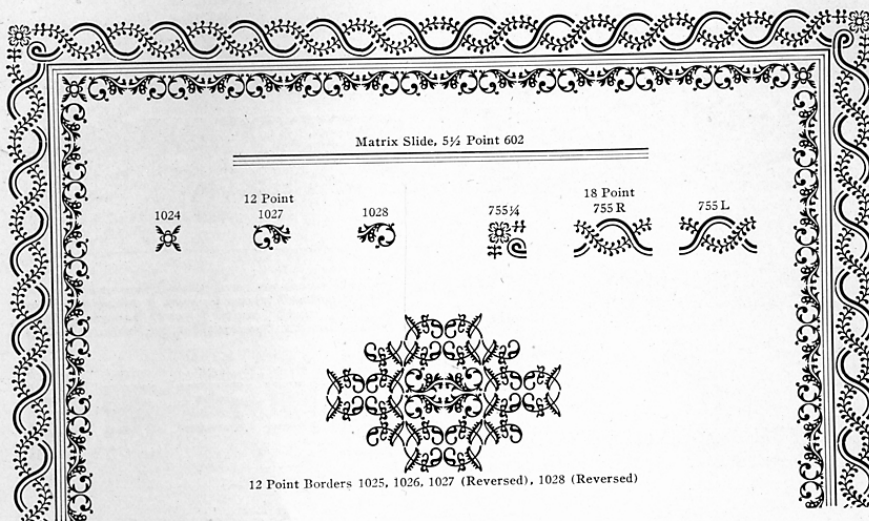 Matrix Slide, 5½ Point 602
12 Point
18 Point
1024 1027 1028 755¼ 755 R 755 L
12 Point Borders 1025, 1026, 1027 (Reversed), 1028 (Reversed)